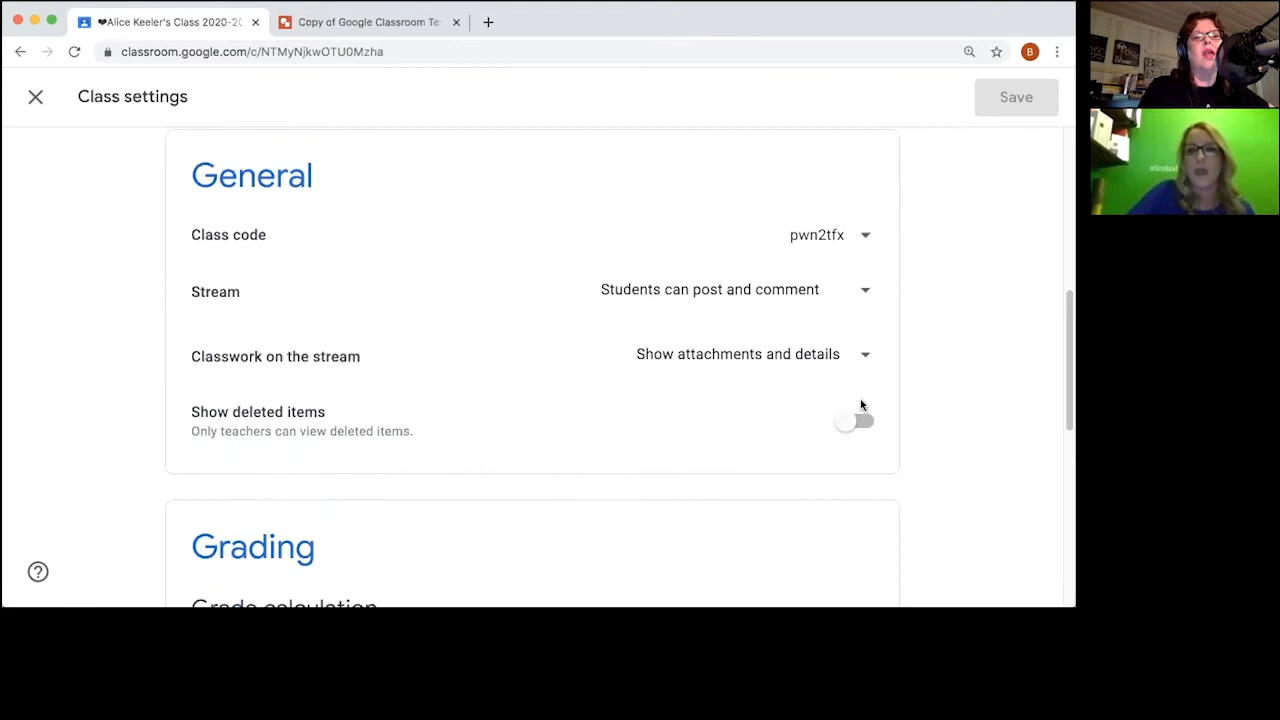 ❤Alice Keeler's Class 2020-20
Copy of Google Classroom Te
classroom.google.com/c/NTMyNjkwOTU0Mzha
B
Class settings
Save
General
Class code
pwn2tfx
Stream
Students can post and comment
Classwork on the stream
Show attachments and details
Show deleted items
Only teachers can view deleted items.
Grading
Grade calculation